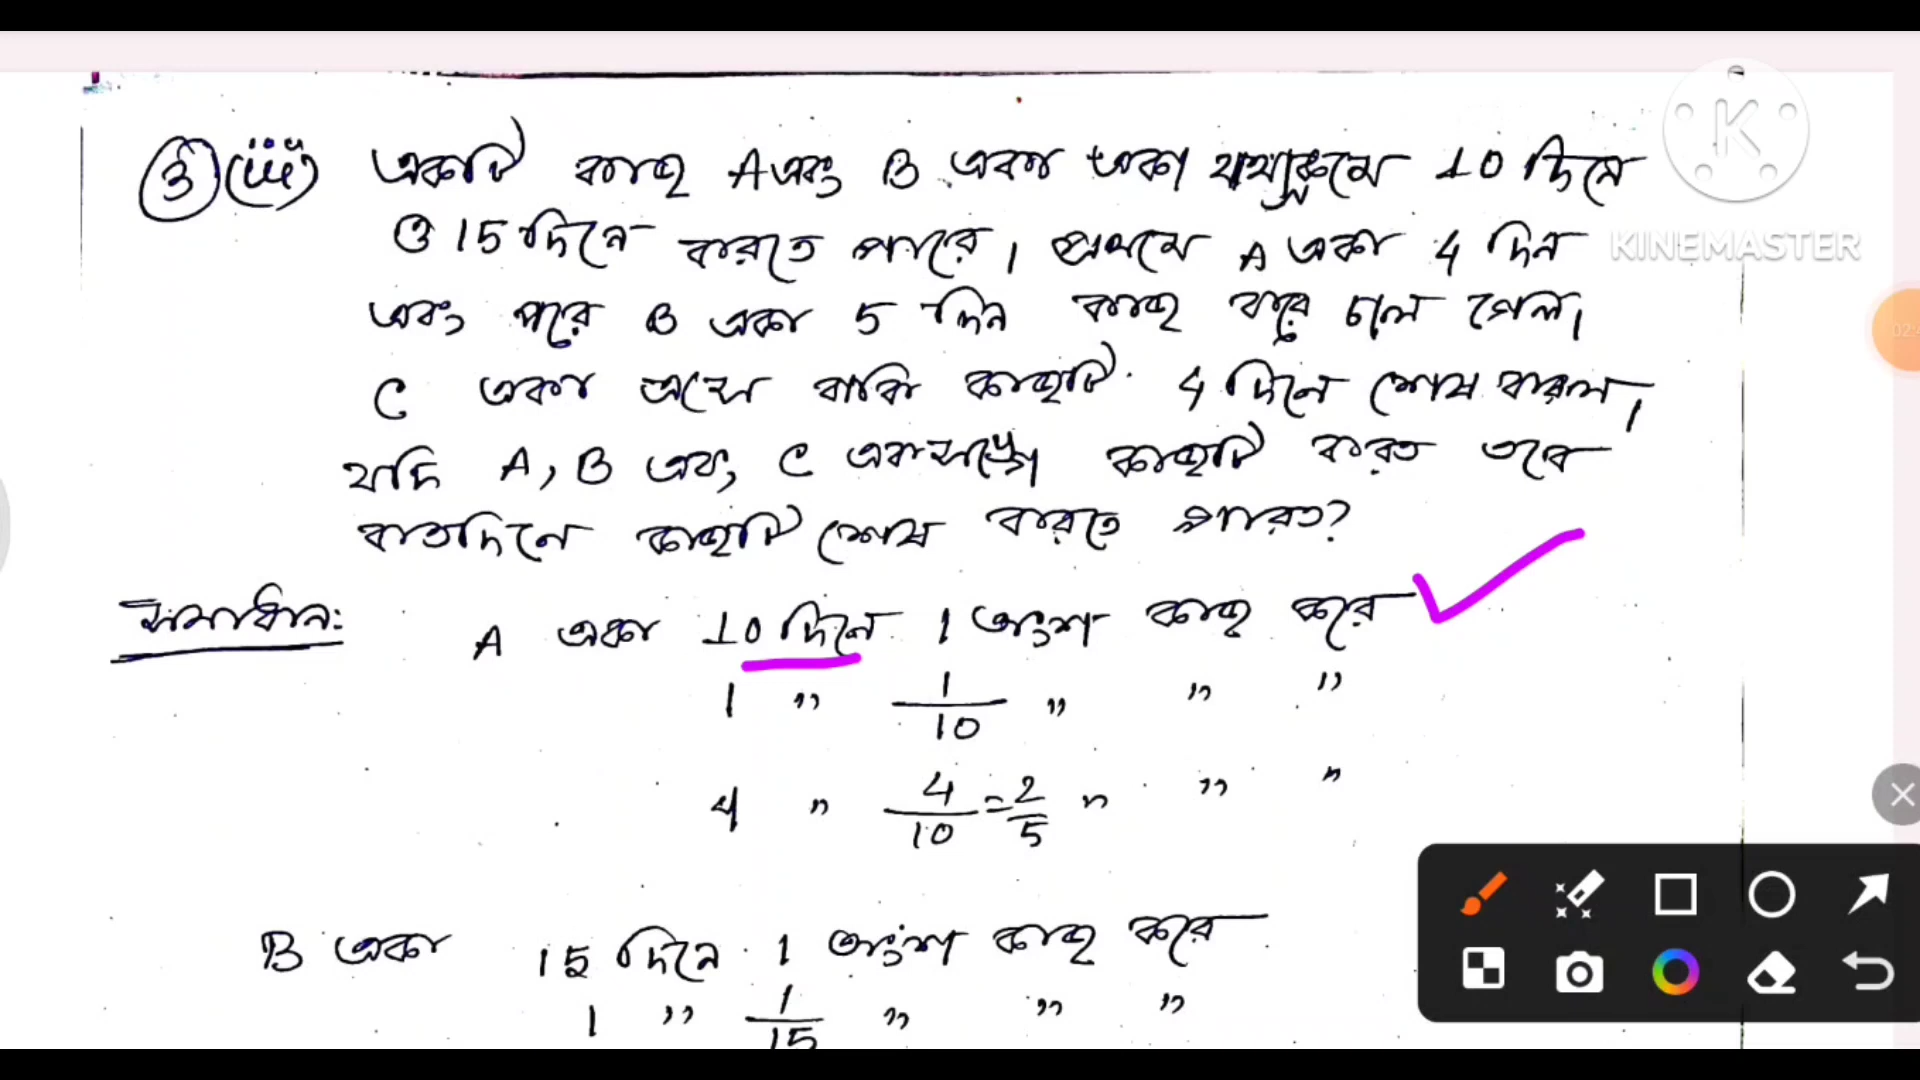 ৩ (iii) একটি কাজ A এবং B একা একা যথাক্রমে 10 দিনে
ও 15 দিনে করতে পারে। প্রথমে A একা 4 দিন
এবং পরে B একা 5 দিন কাজ করে চলে গেল।
C একা এসে বাকি কাজটি 4 দিনে শেষ করল।
যদি A, B এবং C একসঙ্গে কাজটি করত তবে
কতদিনে কাজটি শেষ করতে পারত?
সমাধান: A একা 10 দিনে 1 অংশ কাজ করে
1 " 1/10 " " "
4 " 4/10 = 2/5 " " "
B একা 15 দিনে 1 অংশ কাজ করে
1 " 1/15 " " "
K
KINEMASTER